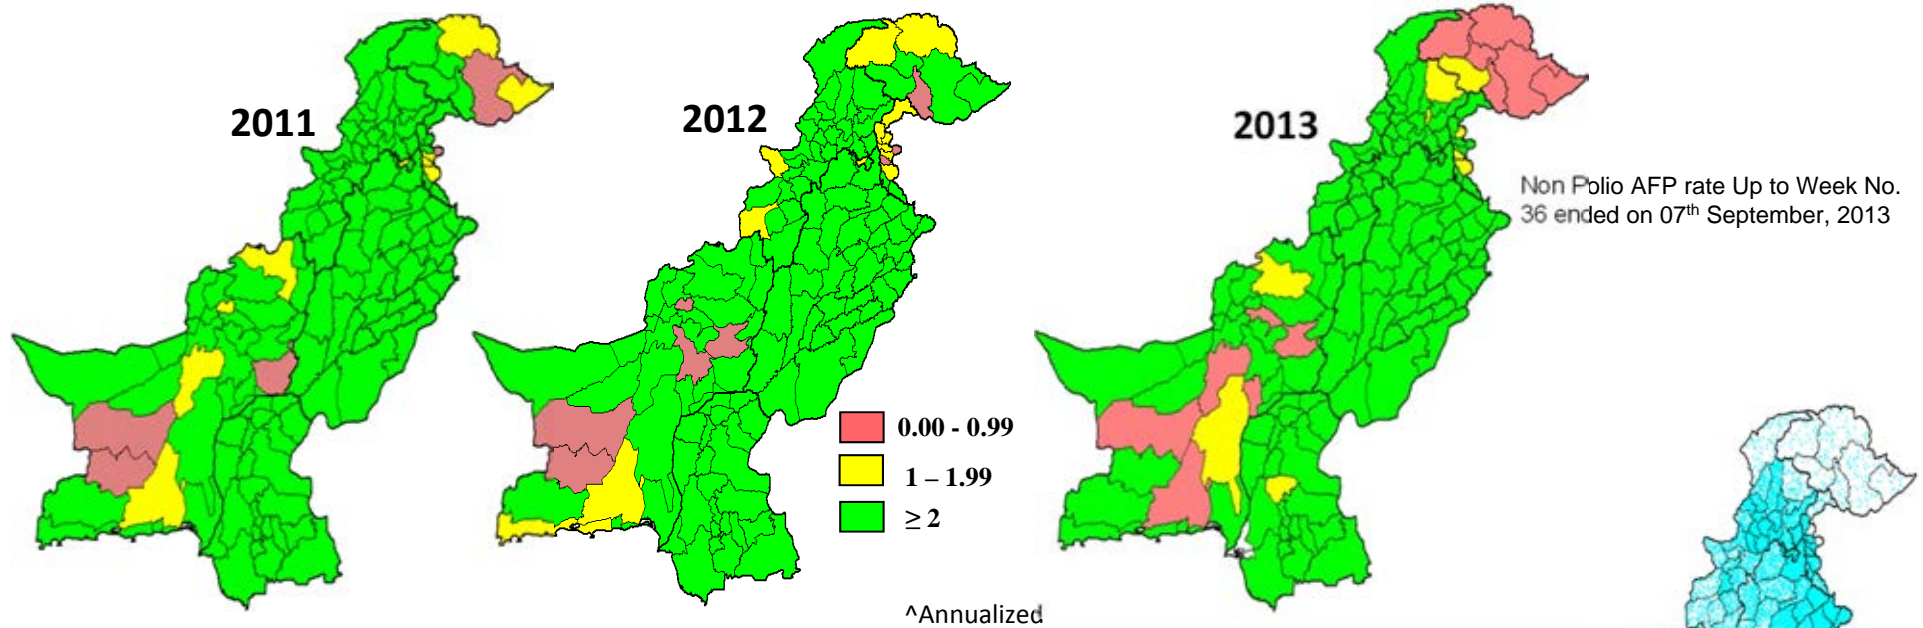 2011
2012
2013
Non Polio AFP rate Up to Week No.
36 ended on 07th September, 2013
0.00 - 0.99
1 – 1.99
≥ 2
^Annualized